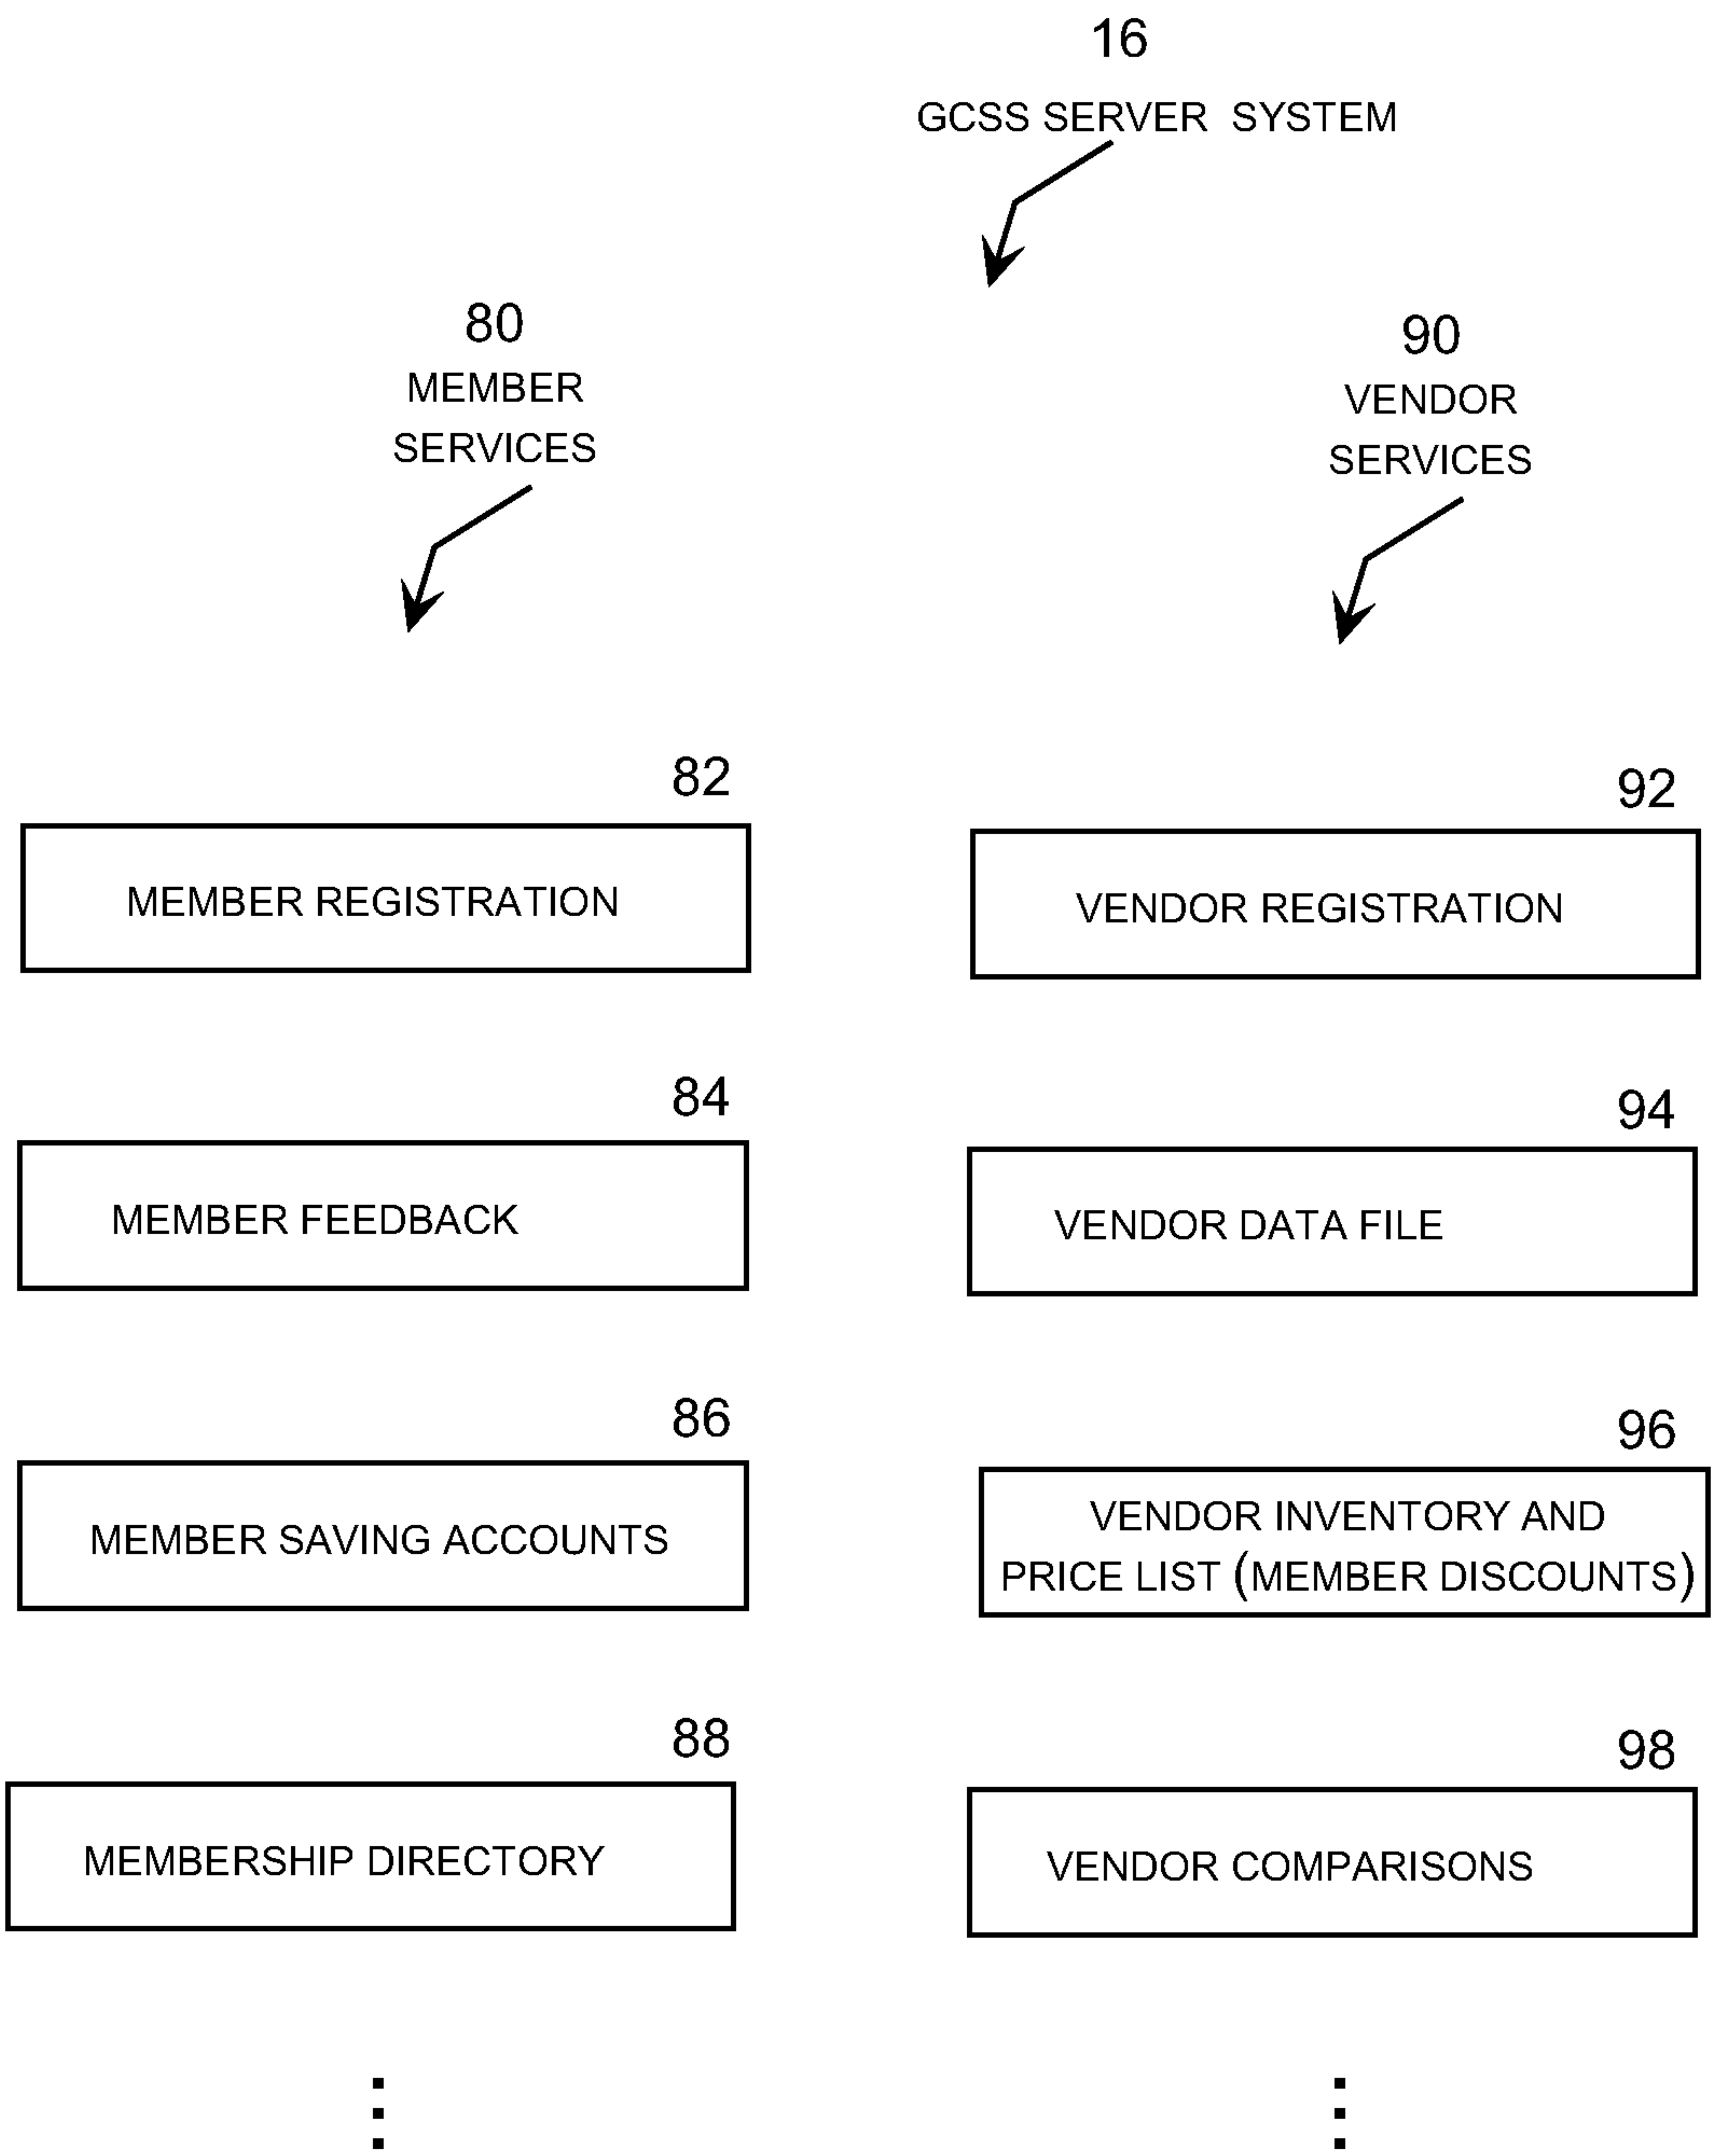 16
GCSS SERVER SYSTEM
80
MEMBER
SERVICES
90
VENDOR
SERVICES
82
MEMBER REGISTRATION
92
VENDOR REGISTRATION
84
MEMBER FEEDBACK
94
VENDOR DATA FILE
86
MEMBER SAVING ACCOUNTS
96
VENDOR INVENTORY AND
PRICE LIST (MEMBER DISCOUNTS)
88
MEMBERSHIP DIRECTORY
98
VENDOR COMPARISONS